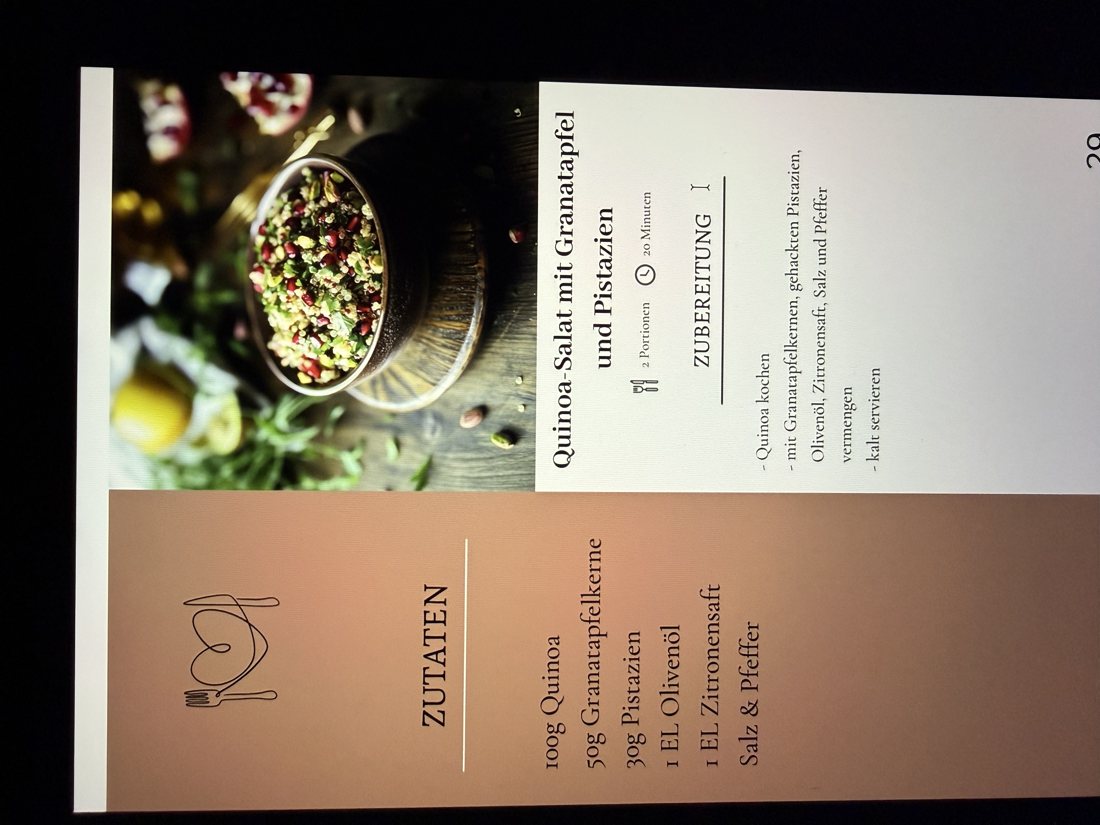 ZUTATEN
100g Quinoa
50g Granatapfelkerne
30g Pistazien
1 EL Olivenöl
1 EL Zitronensaft
Salz & Pfeffer
Quinoa-Salat mit Granatapfel
und Pistazien
2 Portionen 20 Minuten
ZUBEREITUNG
- Quinoa kochen
- mit Granatapfelkernen, gehackten Pistazien,
Olivenöl, Zitronensaft, Salz und Pfeffer
vermengen
- kalt servieren
29